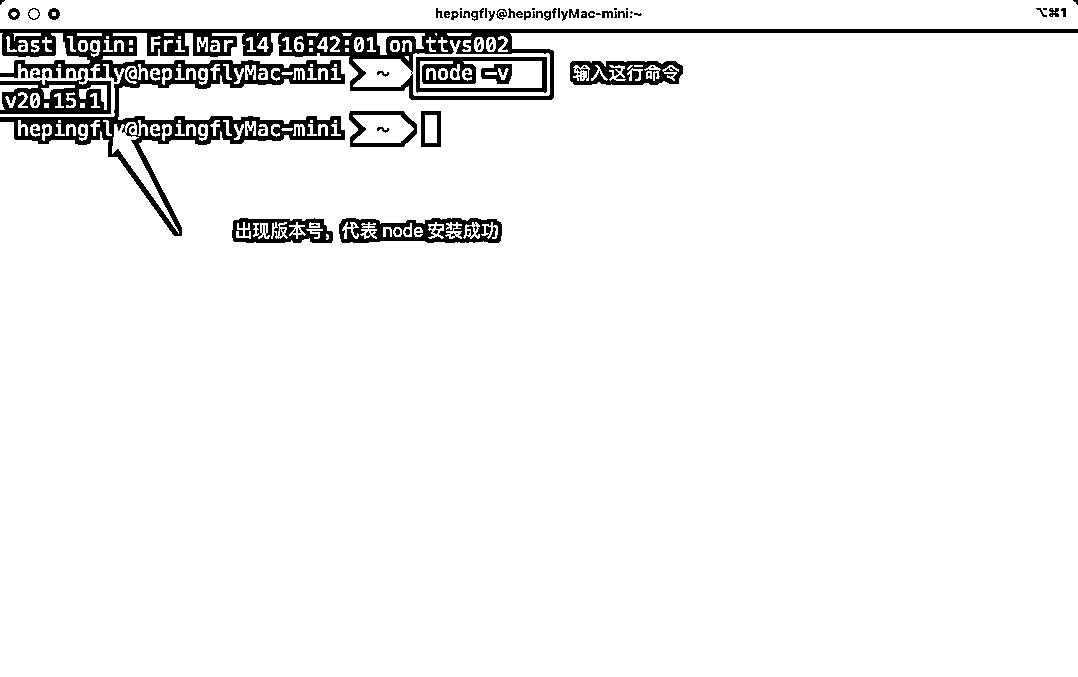 hepingfly@hepingflyMac-mini:~
⌥⌘1
Last login: Fri Mar 14 16:42:01 on ttys002
hepingfly@hepingflyMac-mini ~ node -v 输入这行命令
v20.15.1
hepingfly@hepingflyMac-mini ~
出现版本号，代表 node 安装成功